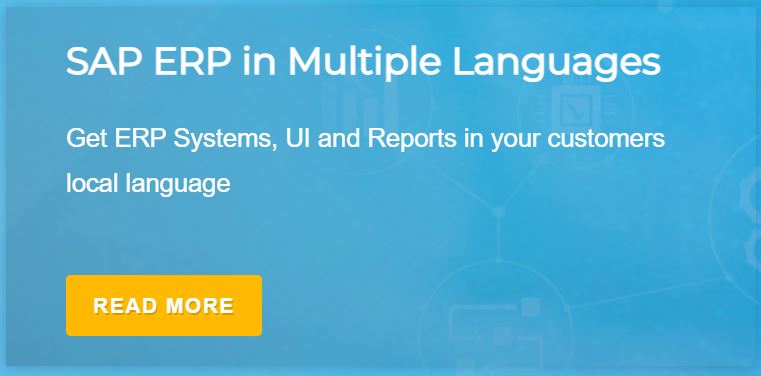 SAP ERP in Multiple Languages
Get ERP Systems, UI and Reports in your customers
local language
READ MORE